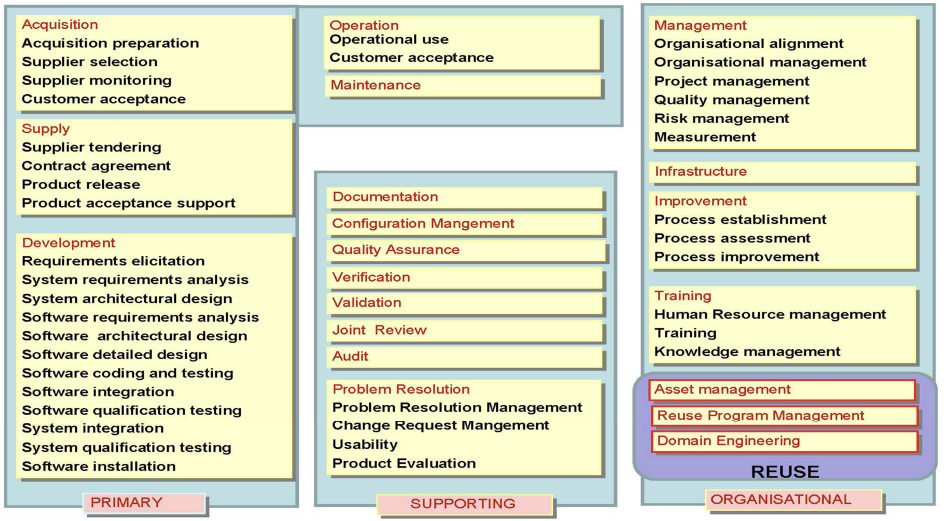 Acquisition
Acquisition preparation
Supplier selection
Supplier monitoring
Customer acceptance
Supply
Supplier tendering
Contract agreement
Product release
Product acceptance support
Development
Requirements elicitation
System requirements analysis
System architectural design
Software requirements analysis
Software architectural design
Software detailed design
Software coding and testing
Software integration
Software qualification testing
System integration
System qualification testing
Software installation
PRIMARY
Operation
Operational use
Customer acceptance
Maintenance
Documentation
Configuration Mangement
Quality Assurance
Verification
Validation
Joint Review
Audit
Problem Resolution
Problem Resolution Management
Change Request Mangement
Usability
Product Evaluation
SUPPORTING
Management
Organisational alignment
Organisational management
Project management
Quality management
Risk management
Measurement
Infrastructure
Improvement
Process establishment
Process assessment
Process improvement
Training
Human Resource management
Training
Knowledge management
Asset management
Reuse Program Management
Domain Engineering
REUSE
ORGANISATIONAL